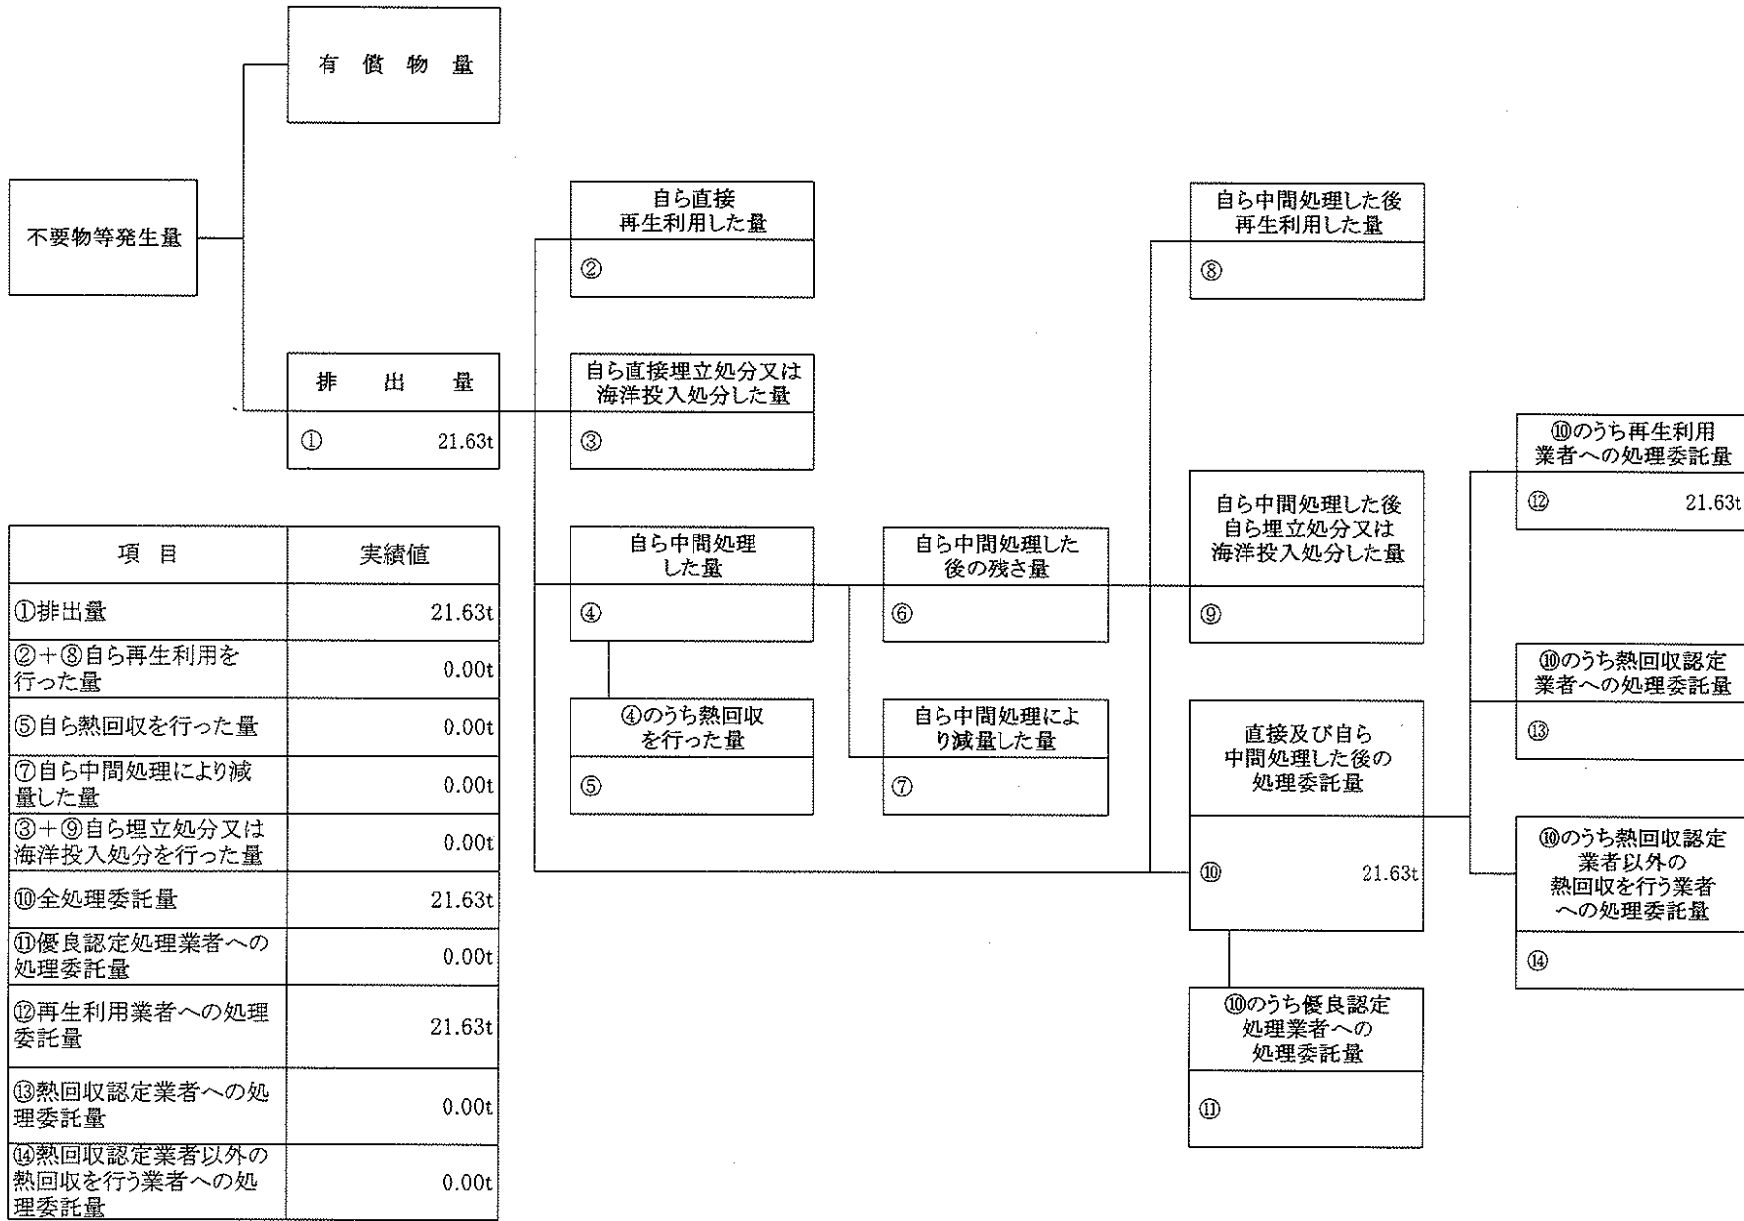 有償物量
不要物等発生量
排出量
① 21.63t
自ら直接
再生利用した量
②
自ら直接埋立処分又は
海洋投入処分した量
③
自ら中間処理
した量
④
④のうち熱回収
を行った量
⑤
自ら中間処理した
後の残さ量
⑥
自ら中間処理によ
り減量した量
⑦
自ら中間処理した後
再生利用した量
⑧
自ら中間処理した後
自ら埋立処分又は
海洋投入処分した量
⑨
直接及び自ら
中間処理した後の
処理委託量
⑩ 21.63t
⑩のうち優良認定
処理業者への
処理委託量
⑪
⑩のうち再生利用
業者への処理委託量
⑫ 21.63t
⑩のうち熱回収認定
業者への処理委託量
⑬
⑩のうち熱回収認定
業者以外の
熱回収を行う業者
への処理委託量
⑭
項目 実績値
①排出量 21.63t
②+⑧自ら再生利用を
行った量 0.00t
⑤自ら熱回収を行った量 0.00t
⑦自ら中間処理により減
量した量 0.00t
③+⑨自ら埋立処分又は
海洋投入処分を行った量 0.00t
⑩全処理委託量 21.63t
⑪優良認定処理業者への
処理委託量 0.00t
⑫再生利用業者への処理
委託量 21.63t
⑬熱回収認定業者への処
理委託量 0.00t
⑭熱回収認定業者以外の
熱回収を行う業者への処
理委託量 0.00t